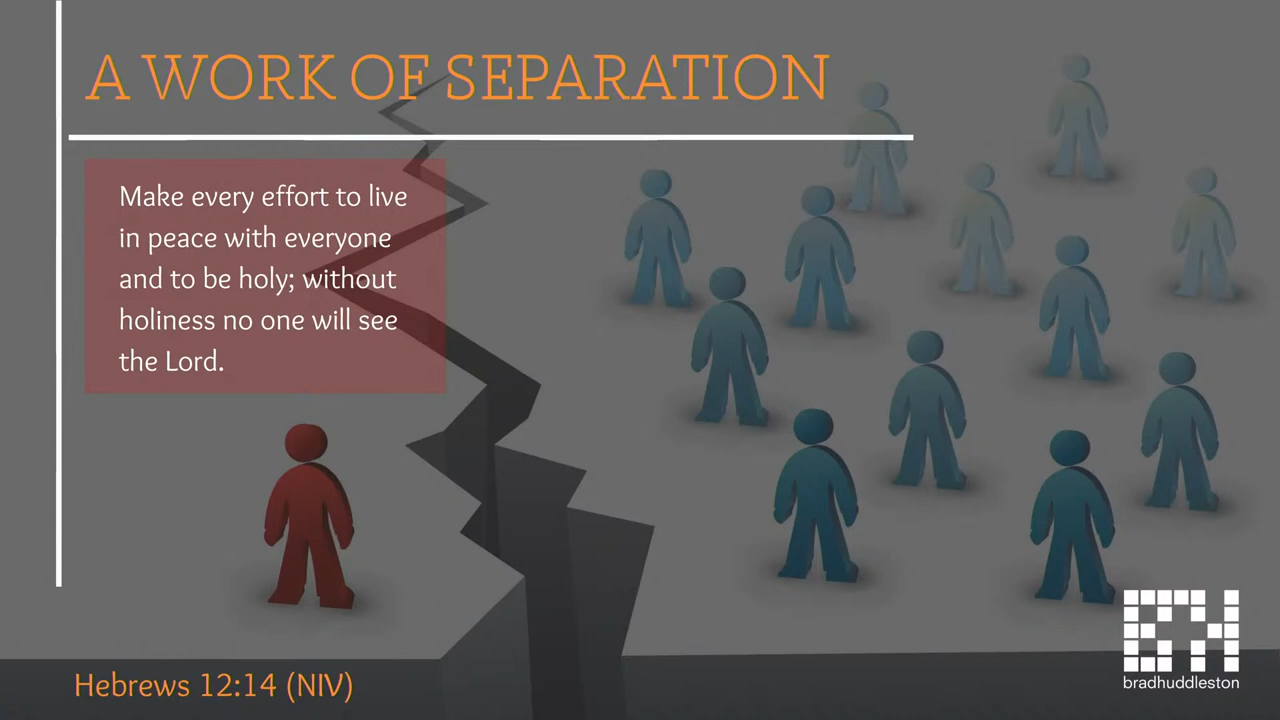 A WORK OF SEPARATION
Make every effort to live
in peace with everyone
and to be holy; without
holiness no one will see
the Lord.
Hebrews 12:14 (NIV)
bradhuddleston